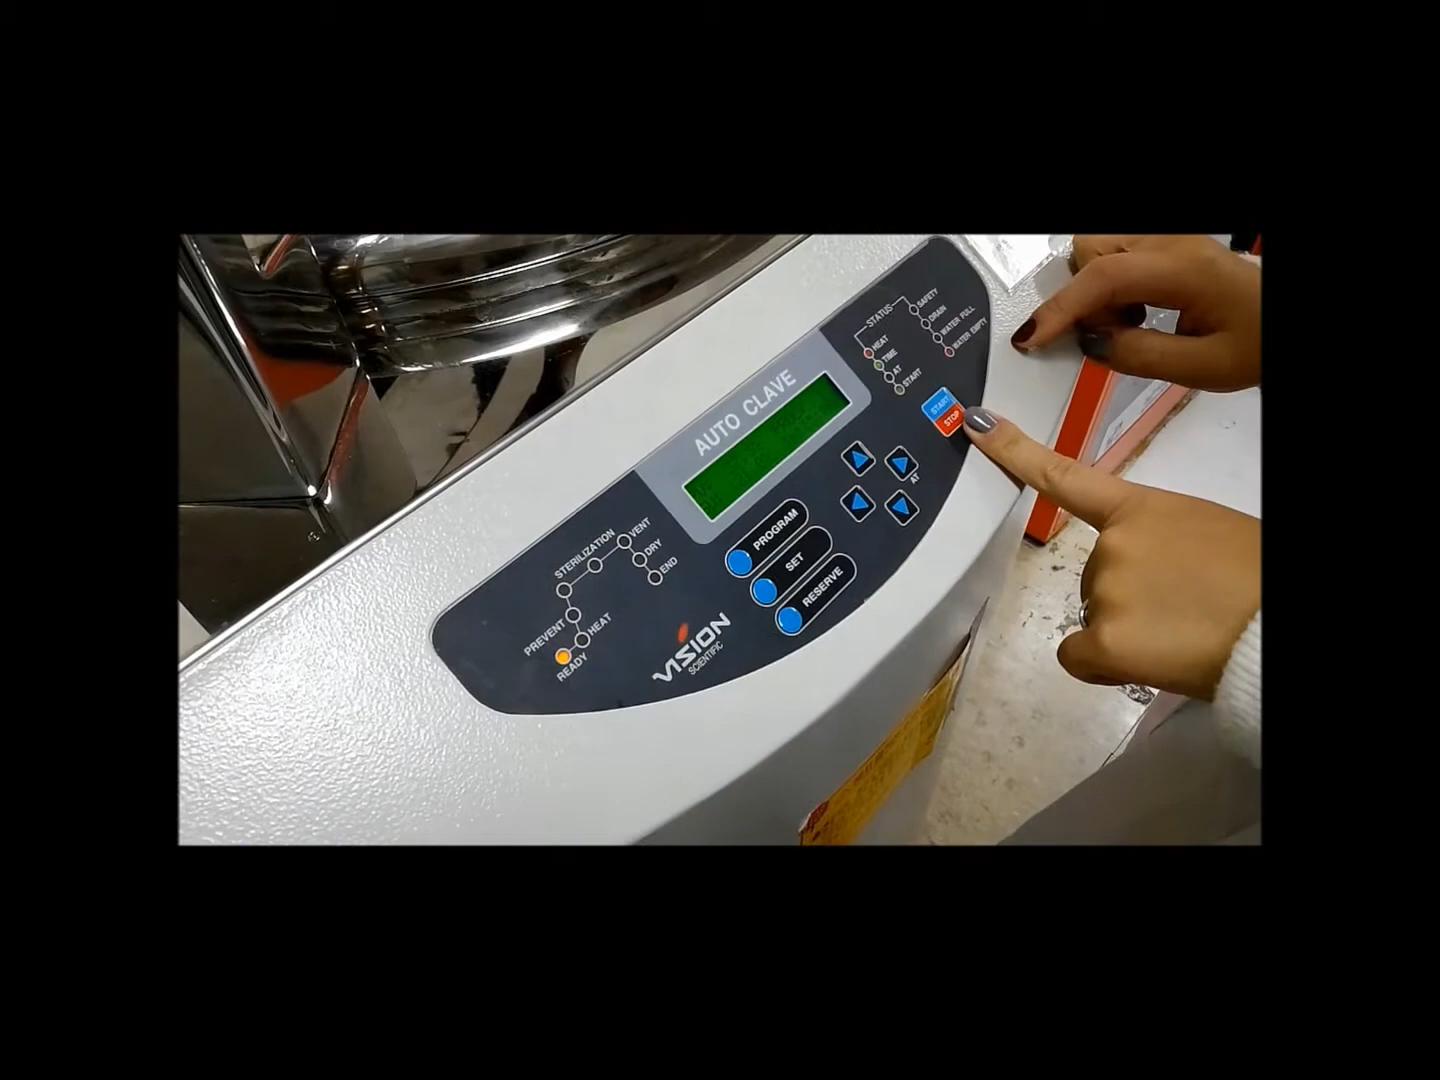 AUTO CLAVE
STATUS
HEAT
TIME
AT
START
SAFETY
DRAIN
WATER FULL
WATER EMPTY
START
STOP
AT
PROGRAM
SET
RESERVE
STERILIZATION
VENT
DRY
END
PREVENT
HEAT
READY
VISION
SCIENTIFIC